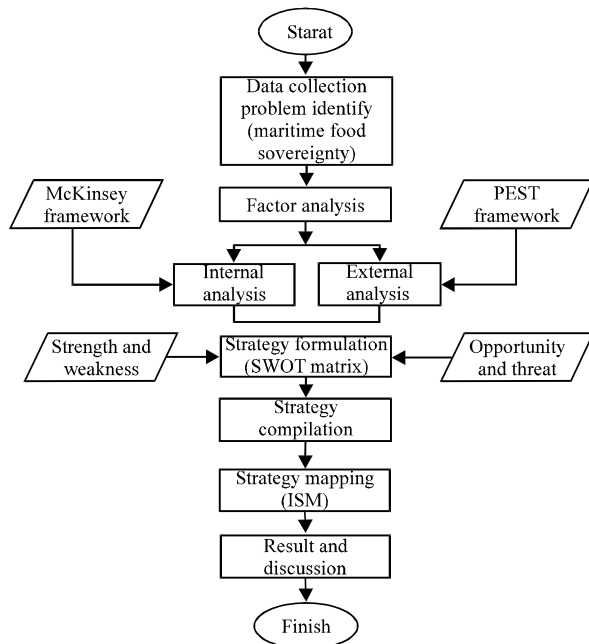 Starat
Data collection
problem identify
(maritime food
sovereignty)
McKinsey
framework
Factor analysis
PEST
framework
Internal
analysis
External
analysis
Strength and
weakness
Strategy formulation
(SWOT matrix)
Opportunity
and threat
Strategy
compilation
Strategy mapping
(ISM)
Result and
discussion
Finish